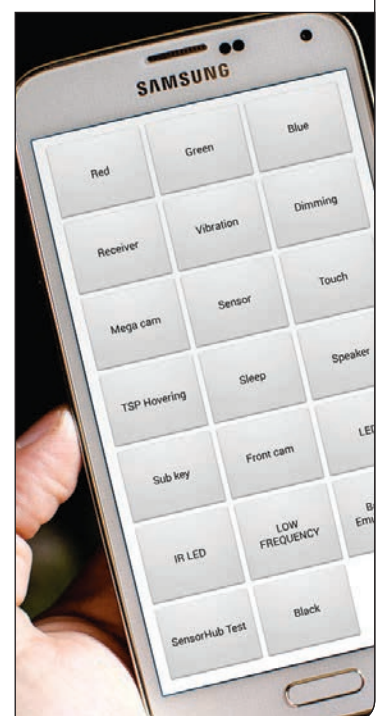 SAMSUNG
Red
Green
Blue
Receiver
Vibration
Dimming
Mega cam
Sensor
Touch
TSP Hovering
Sleep
Speaker
Sub key
Front cam
LED
IR LED
LOW
FREQUENCY
SensorHub Test
Black